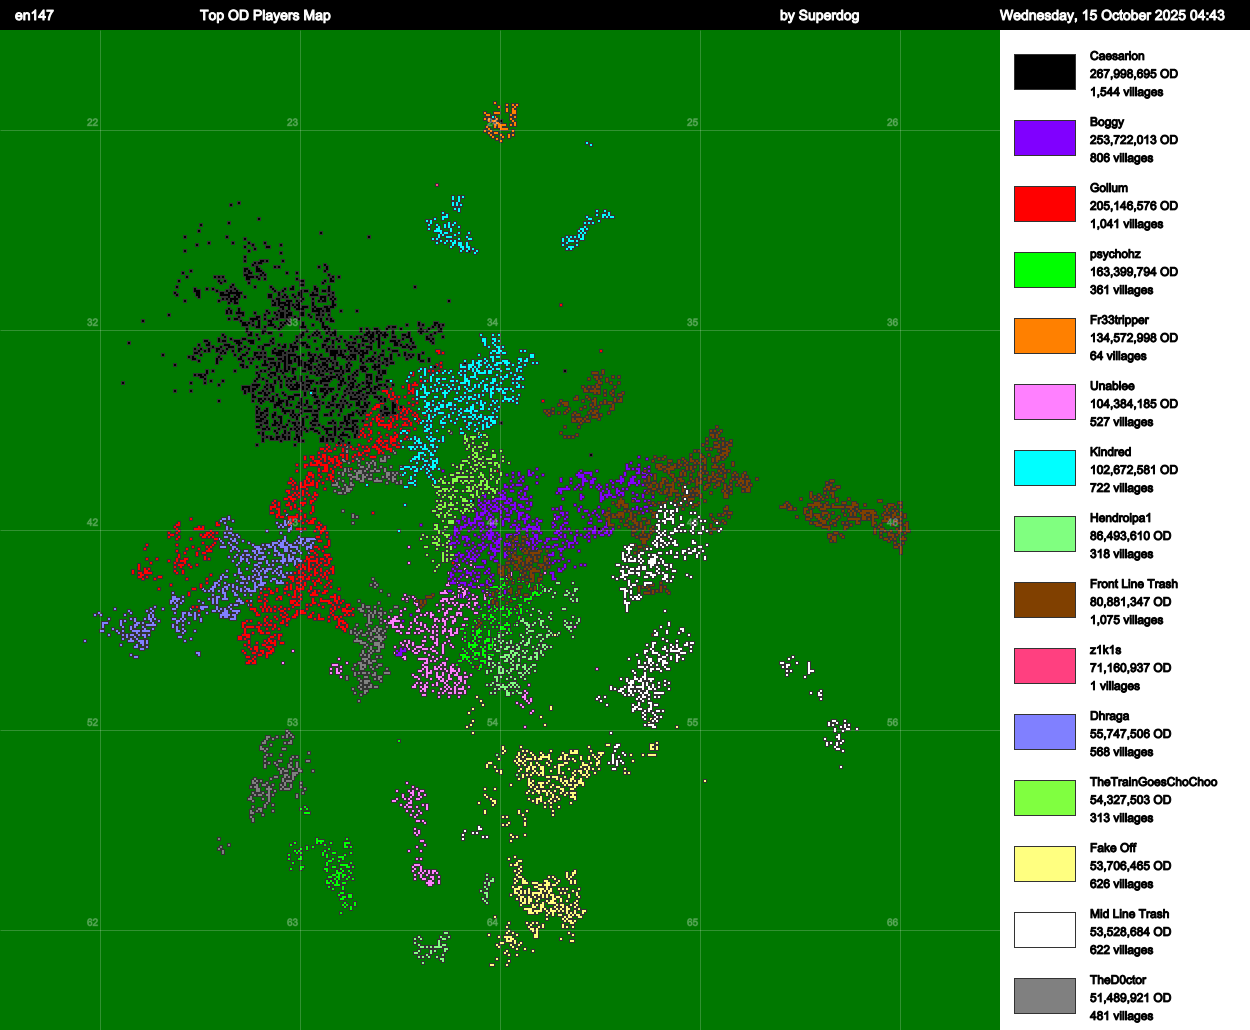 en147 Top OD Players Map by Superdog Wednesday, 15 October 2025 04:43
22 23 25 26
32 33 34 35 36
42 43 44 45 46
52 53 54 55 56
62 63 64 65 66
Caesarion
267,998,695 OD
1,544 villages
Boggy
253,722,013 OD
806 villages
Gollum
205,146,576 OD
1,041 villages
psychohz
163,399,794 OD
361 villages
Fr33tripper
134,572,998 OD
64 villages
Unablee
104,384,185 OD
527 villages
Kindred
102,672,581 OD
722 villages
Hendroipa1
86,493,610 OD
318 villages
Front Line Trash
80,881,347 OD
1,075 villages
z1k1s
71,160,937 OD
1 villages
Dhraga
55,747,506 OD
568 villages
TheTrainGoesChoChoo
54,327,503 OD
313 villages
Fake Off
53,706,465 OD
626 villages
Mid Line Trash
53,528,684 OD
622 villages
TheD0ctor
51,489,921 OD
481 villages